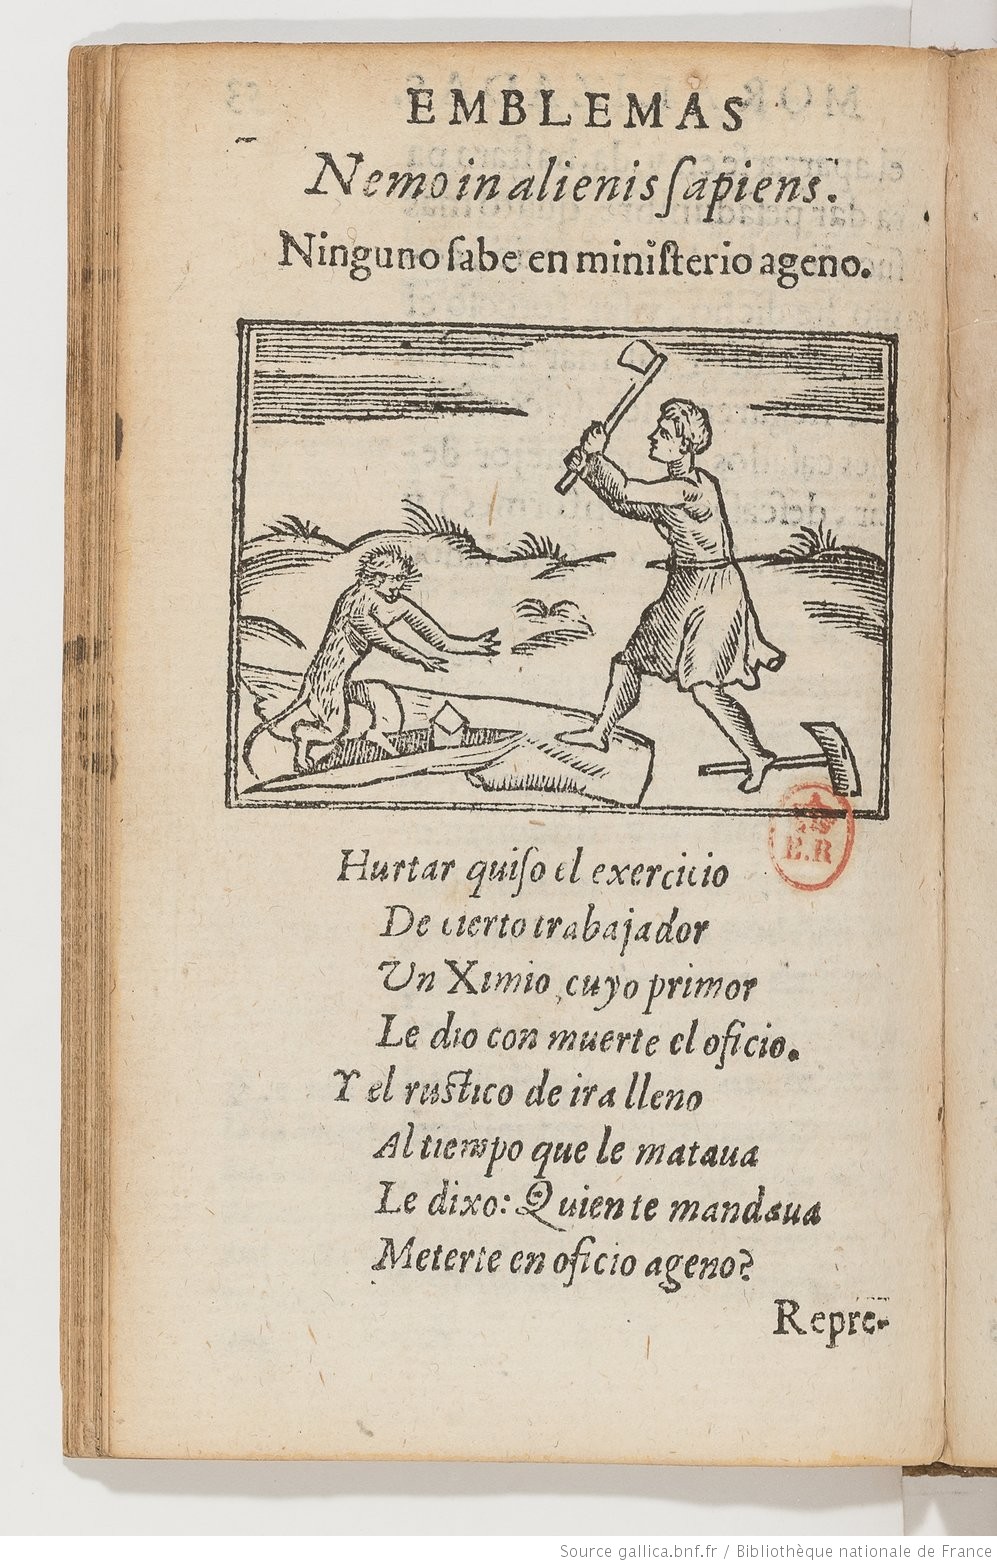 EMBLEMAS
Nemo in alienis ſapiens.
Ninguno ſabe en miniſterio ageno.
Hurtar quiſo el exercicio
De cierto trabajador
Un Ximio, cuyo primor
Le dio con muerte el oficio.
Y el ruſtico de ira lleno
Al tiempo que le mataua
Le dixo: Quien te mandaua
Meterte en oficio ageno?
Repre-
B.R
Source gallica.bnf.fr / Bibliothèque nationale de France